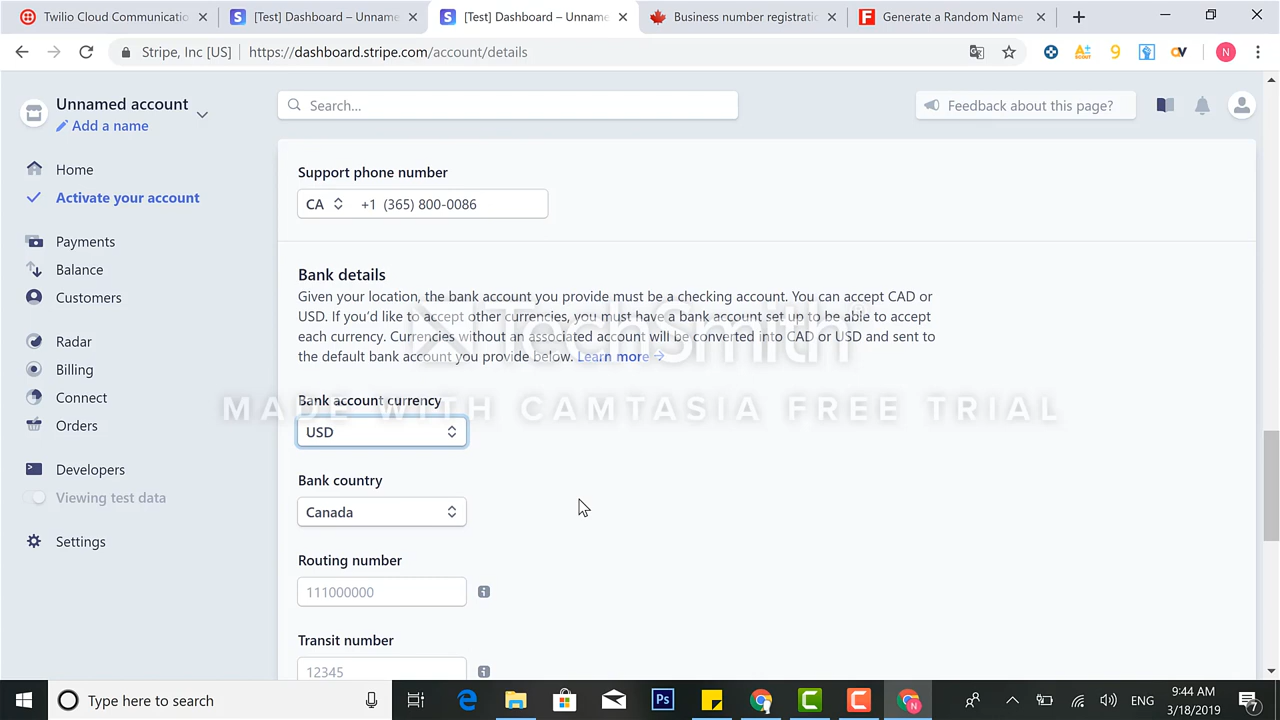 Twilio Cloud Communicatio
[Test] Dashboard – Unname
[Test] Dashboard – Unname
Business number registrati
Generate a Random Name
Stripe, Inc [US]
https://dashboard.stripe.com/account/details
Unnamed account
Add a name
Search...
Feedback about this page?
Home
Activate your account
Payments
Balance
Customers
Radar
Billing
Connect
Orders
Developers
Viewing test data
Settings
Support phone number
CA
+1 (365) 800-0086
Bank details
Given your location, the bank account you provide must be a checking account. You can accept CAD or
USD. If you'd like to accept other currencies, you must have a bank account set up to be able to accept
each currency. Currencies without an associated account will be converted into CAD or USD and sent to
the default bank account you provide below. Learn more →
TechSmith
MADE WITH CAMTASIA FREE TRIAL
Bank account currency
USD
Bank country
Canada
Routing number
111000000
Transit number
12345
Type here to search
ENG
9:44 AM
3/18/2019
7